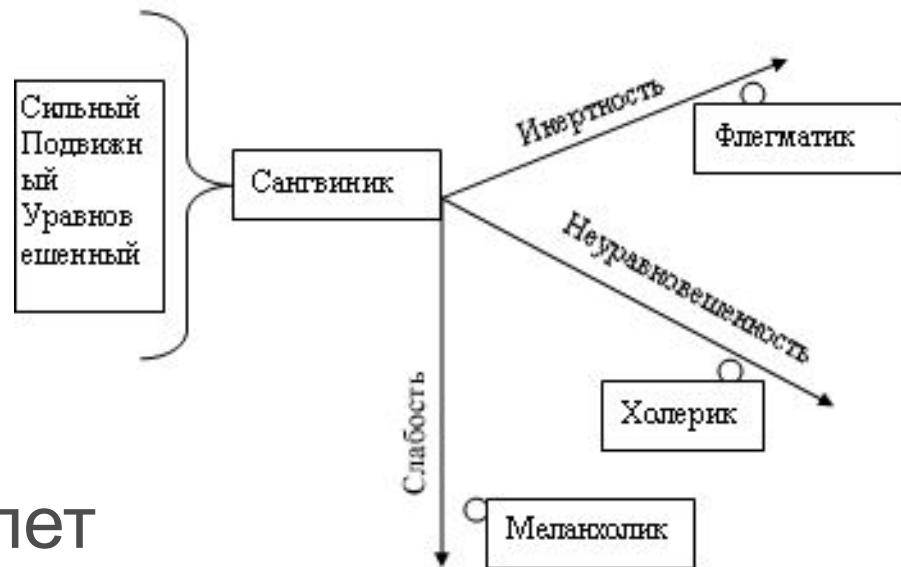 Сильный
Подвижн
ый
Уравнов
ешенный
Сангвиник
Инертность
Флегматик
Неуравновешенность
Холерик
Слабость
Меланхолик
лет